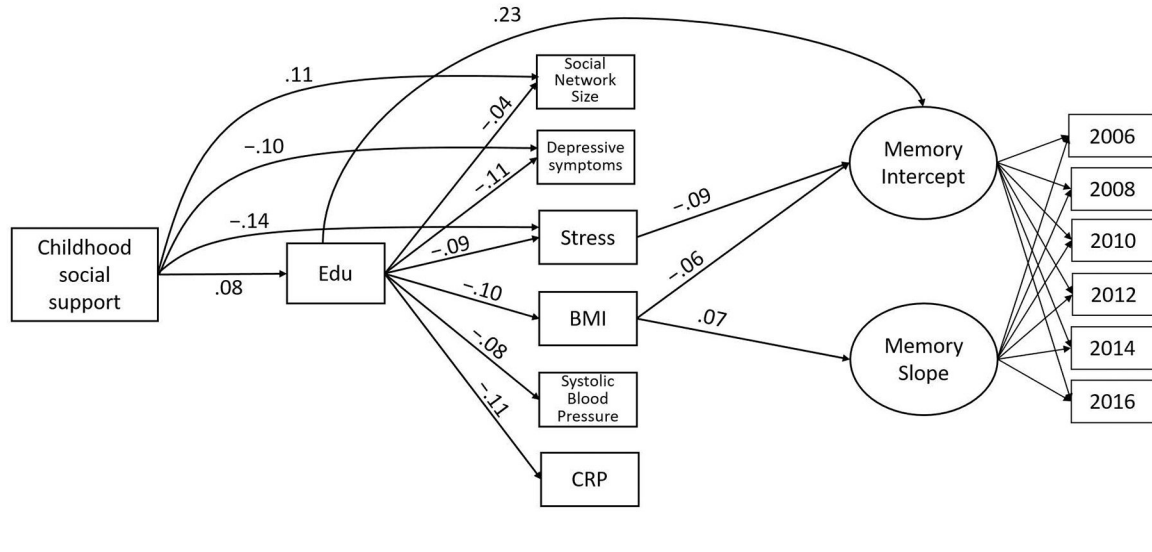 .23
.11
Social
Network
Size
−.04
−.10
Depressive
symptoms
−.11
−.14
Stress
−.09
Childhood
social
support
.08
Edu
−.10
BMI
−.08
Systolic
Blood
Pressure
−.11
CRP
−.09
−.06
.07
Memory
Intercept
Memory
Slope
2006
2008
2010
2012
2014
2016